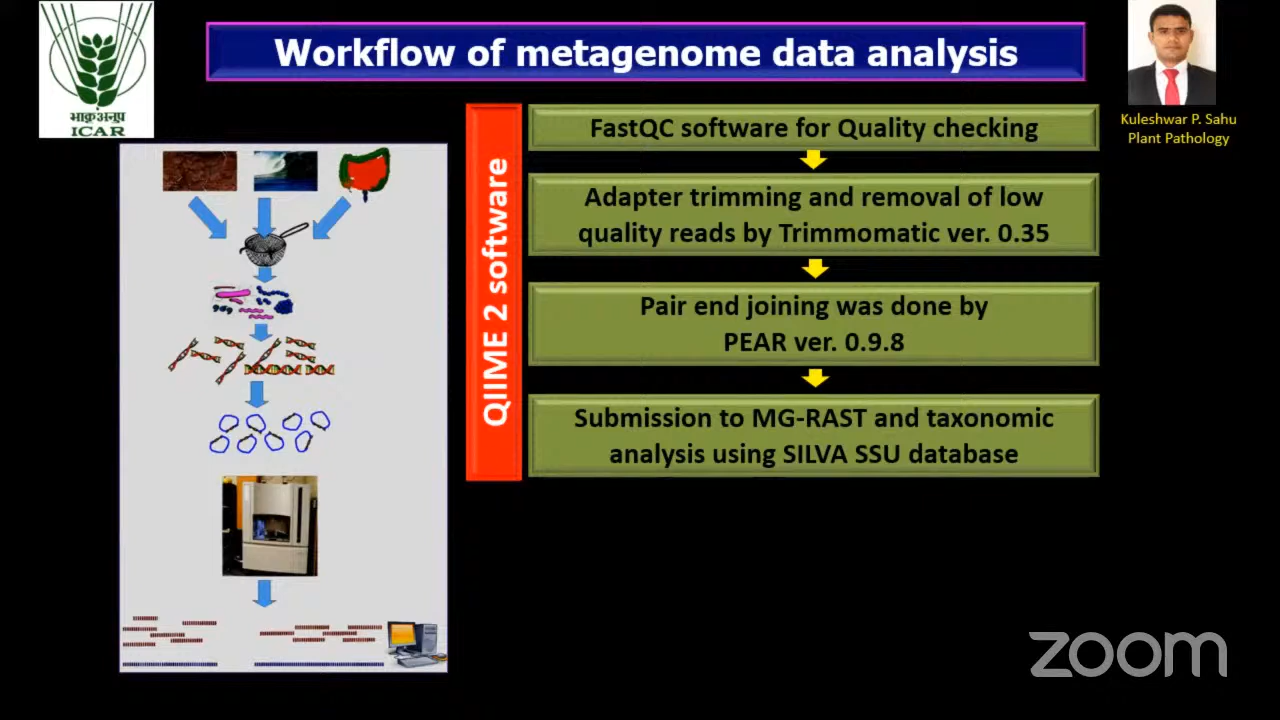 Workflow of metagenome data analysis
भाकृअनुप
ICAR
Kuleshwar P. Sahu
Plant Pathology
QIIME 2 software
FastQC software for Quality checking
Adapter trimming and removal of low
quality reads by Trimmomatic ver. 0.35
Pair end joining was done by
PEAR ver. 0.9.8
Submission to MG-RAST and taxonomic
analysis using SILVA SSU database
zoom